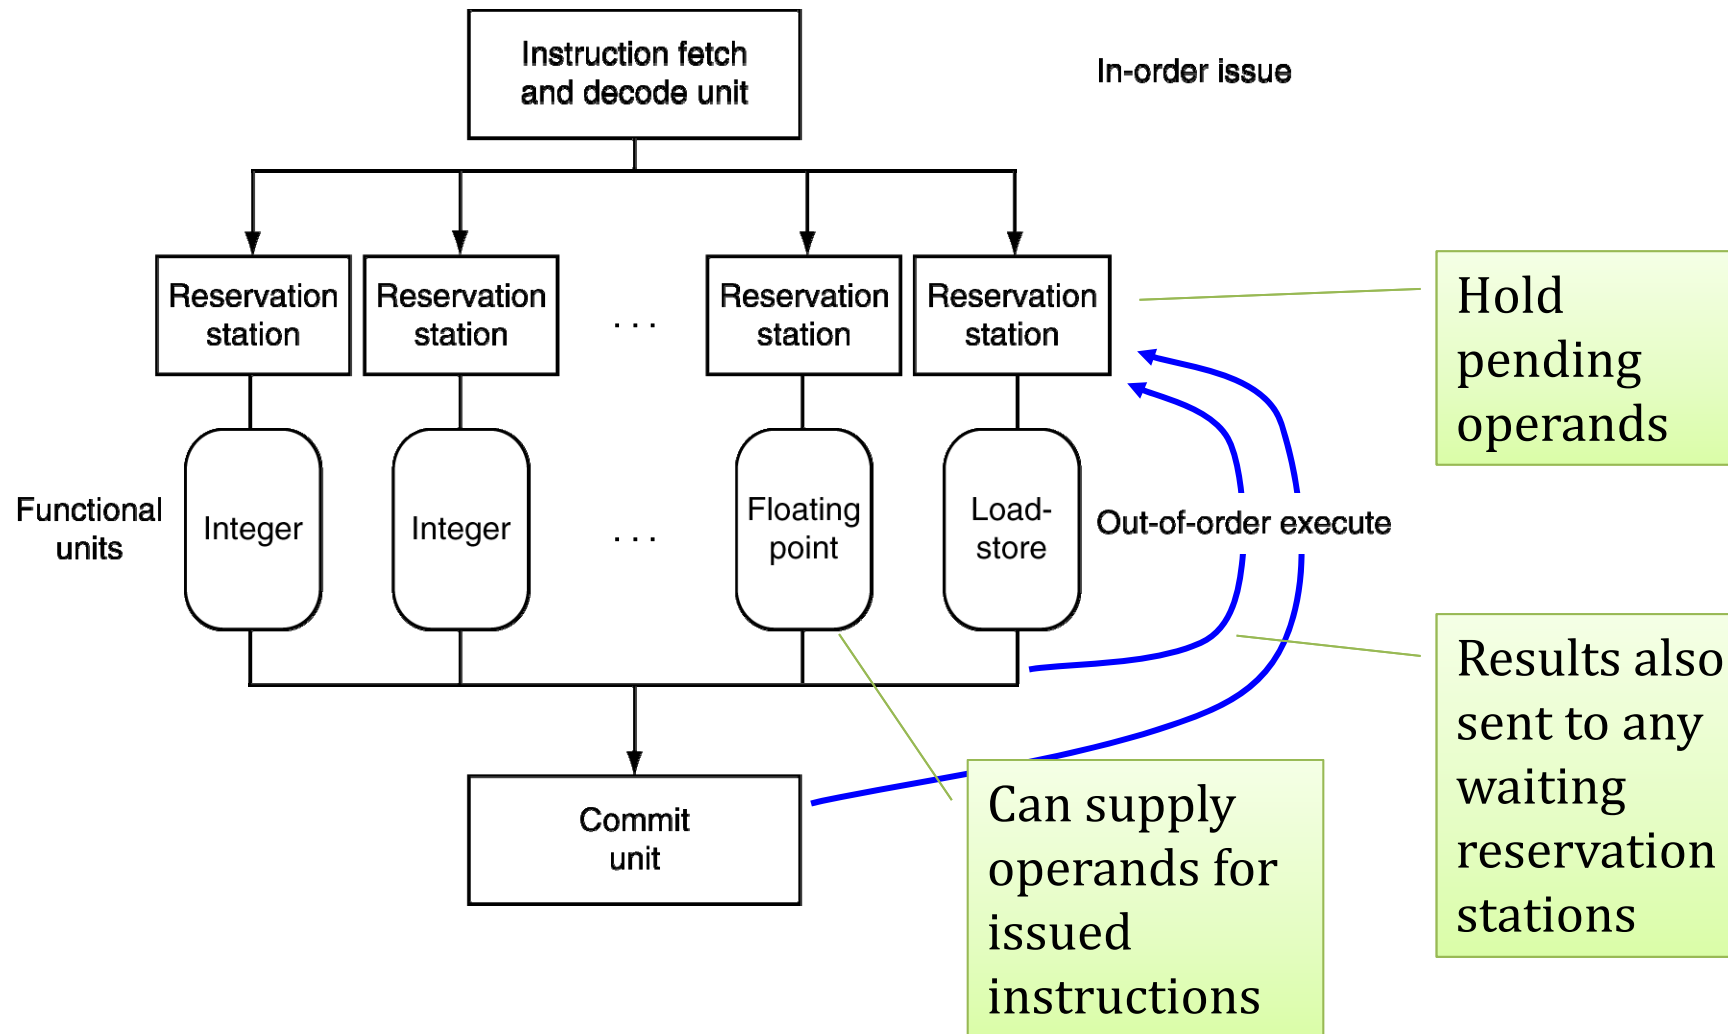 Instruction fetch
and decode unit
In-order issue
Reservation
station
Reservation
station
. . .
Reservation
station
Reservation
station
Hold
pending
operands
Functional
units
Integer
Integer
. . .
Floating
point
Load-
store
Out-of-order execute
Results also
sent to any
waiting
reservation
stations
Commit
unit
Can supply
operands for
issued
instructions